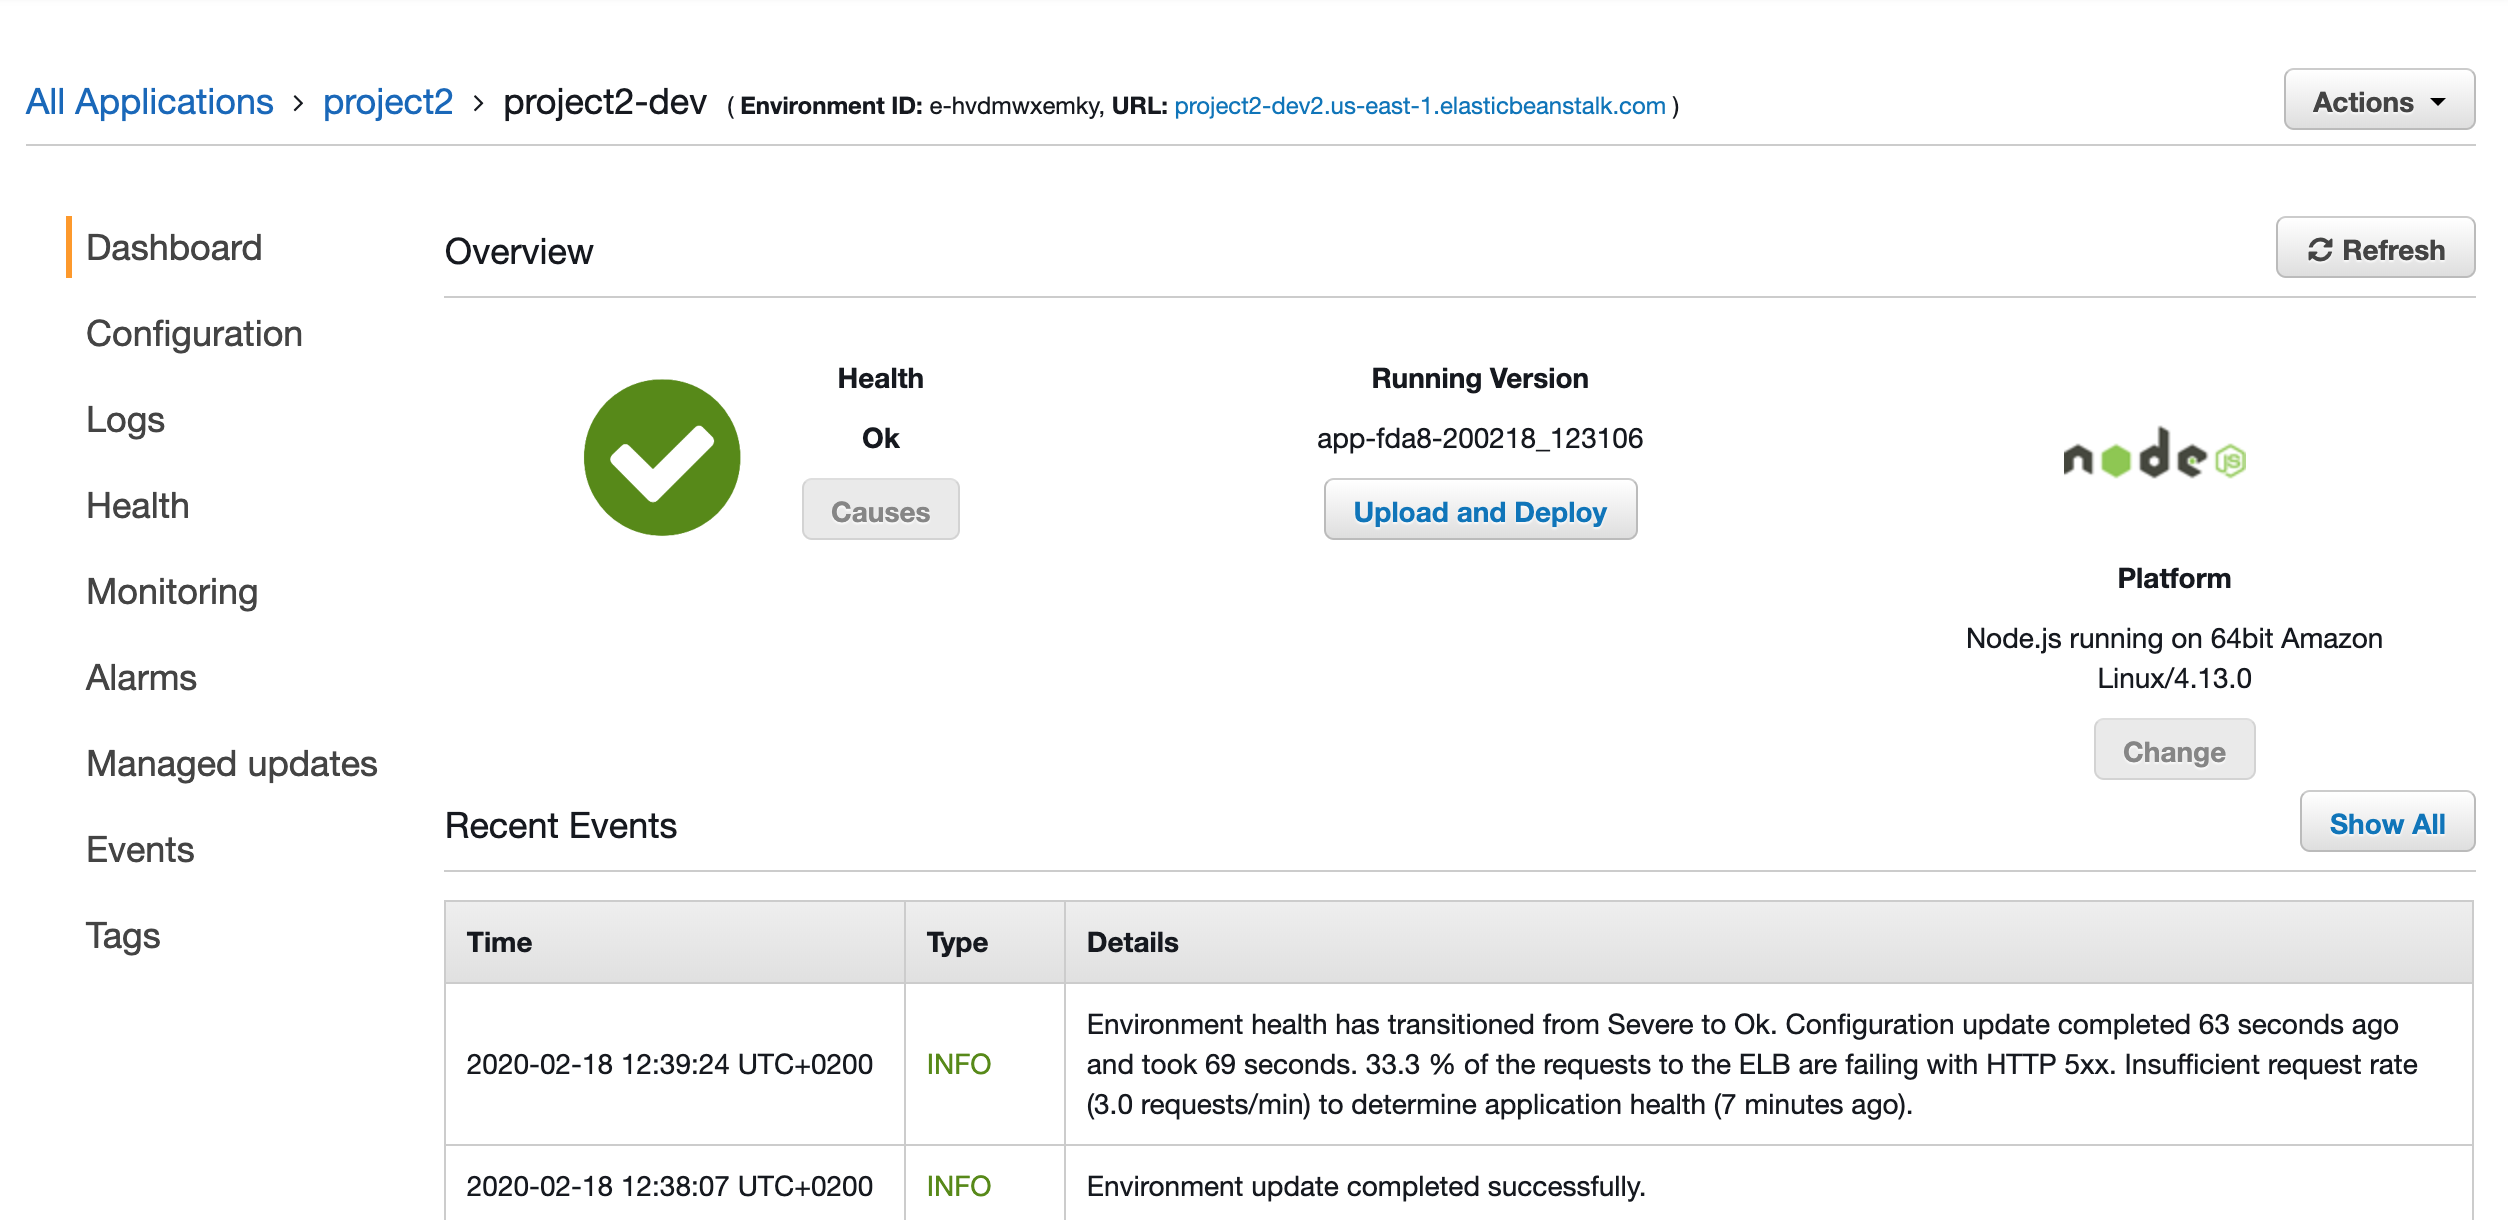 All Applications › project2 › project2-dev ( Environment ID: e-hvdmwxemky, URL: project2-dev2.us-east-1.elasticbeanstalk.com )
Actions
Dashboard
Configuration
Logs
Health
Monitoring
Alarms
Managed updates
Events
Tags
Overview
Refresh
Health
Ok
Causes
Running Version
app-fda8-200218_123106
Upload and Deploy
node
JS
Platform
Node.js running on 64bit Amazon
Linux/4.13.0
Change
Recent Events
Show All
Time Type Details
2020-02-18 12:39:24 UTC+0200 INFO
Environment health has transitioned from Severe to Ok. Configuration update completed 63 seconds ago
and took 69 seconds. 33.3 % of the requests to the ELB are failing with HTTP 5xx. Insufficient request rate
(3.0 requests/min) to determine application health (7 minutes ago).
2020-02-18 12:38:07 UTC+0200 INFO Environment update completed successfully.